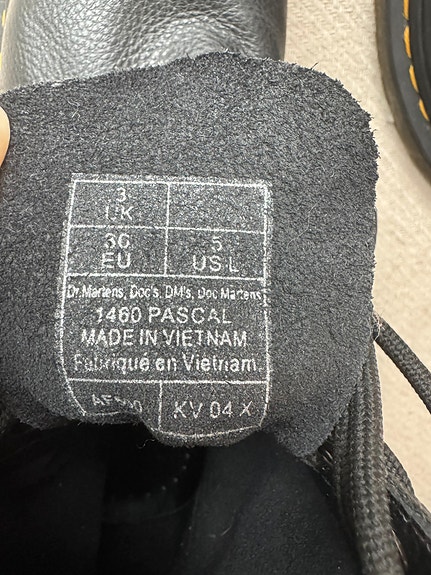 3
UK
36
EU
5
US L
Dr.Martens, Doc's, DM's, Doc Martens
1460 PASCAL
MADE IN VIETNAM
Fabriqué en Vietnam.
KV 04 X